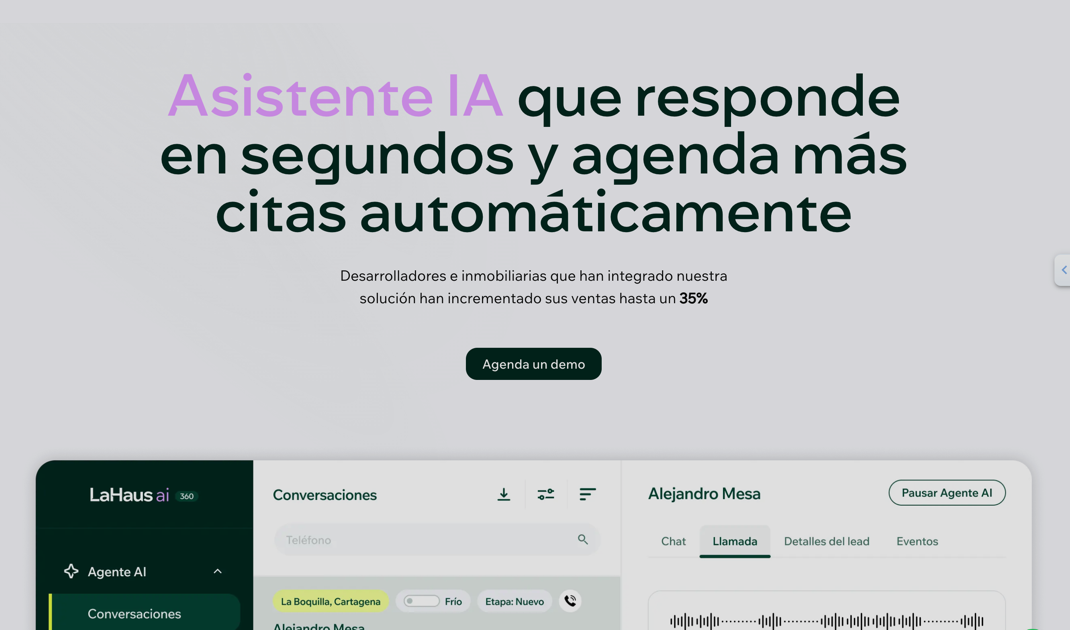 Asistente IA que responde
en segundos y agenda más
citas automáticamente
Desarrolladores e inmobiliarias que han integrado nuestra
solución han incrementado sus ventas hasta un 35%
Agenda un demo
LaHaus ai 360
Agente AI
Conversaciones
Conversaciones
Teléfono
La Boquilla, Cartagena Frío Etapa: Nuevo
Alejandro Mesa
Alejandro Mesa Pausar Agente AI
Chat Llamada Detalles del lead Eventos